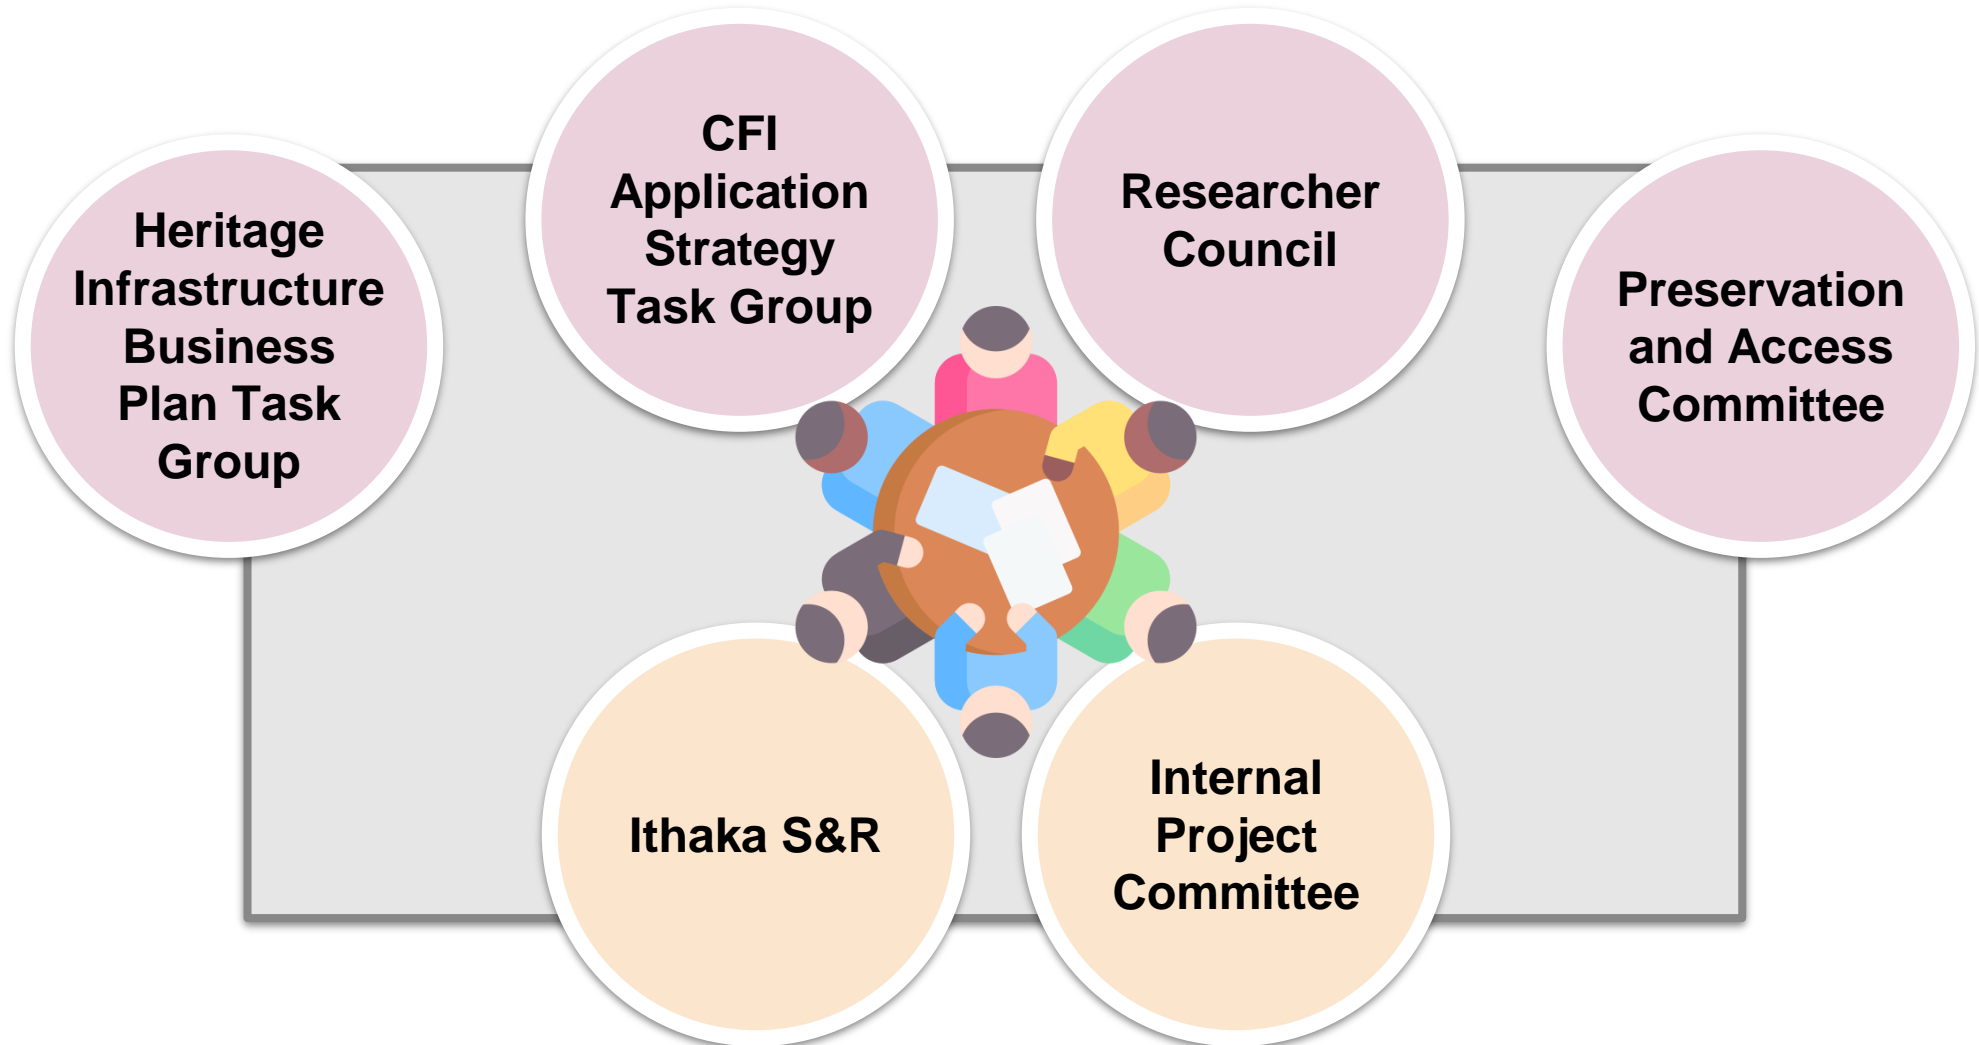 Heritage
Infrastructure
Business
Plan Task
Group
CFI
Application
Strategy
Task Group
Researcher
Council
Preservation
and Access
Committee
Ithaka S&R
Internal
Project
Committee